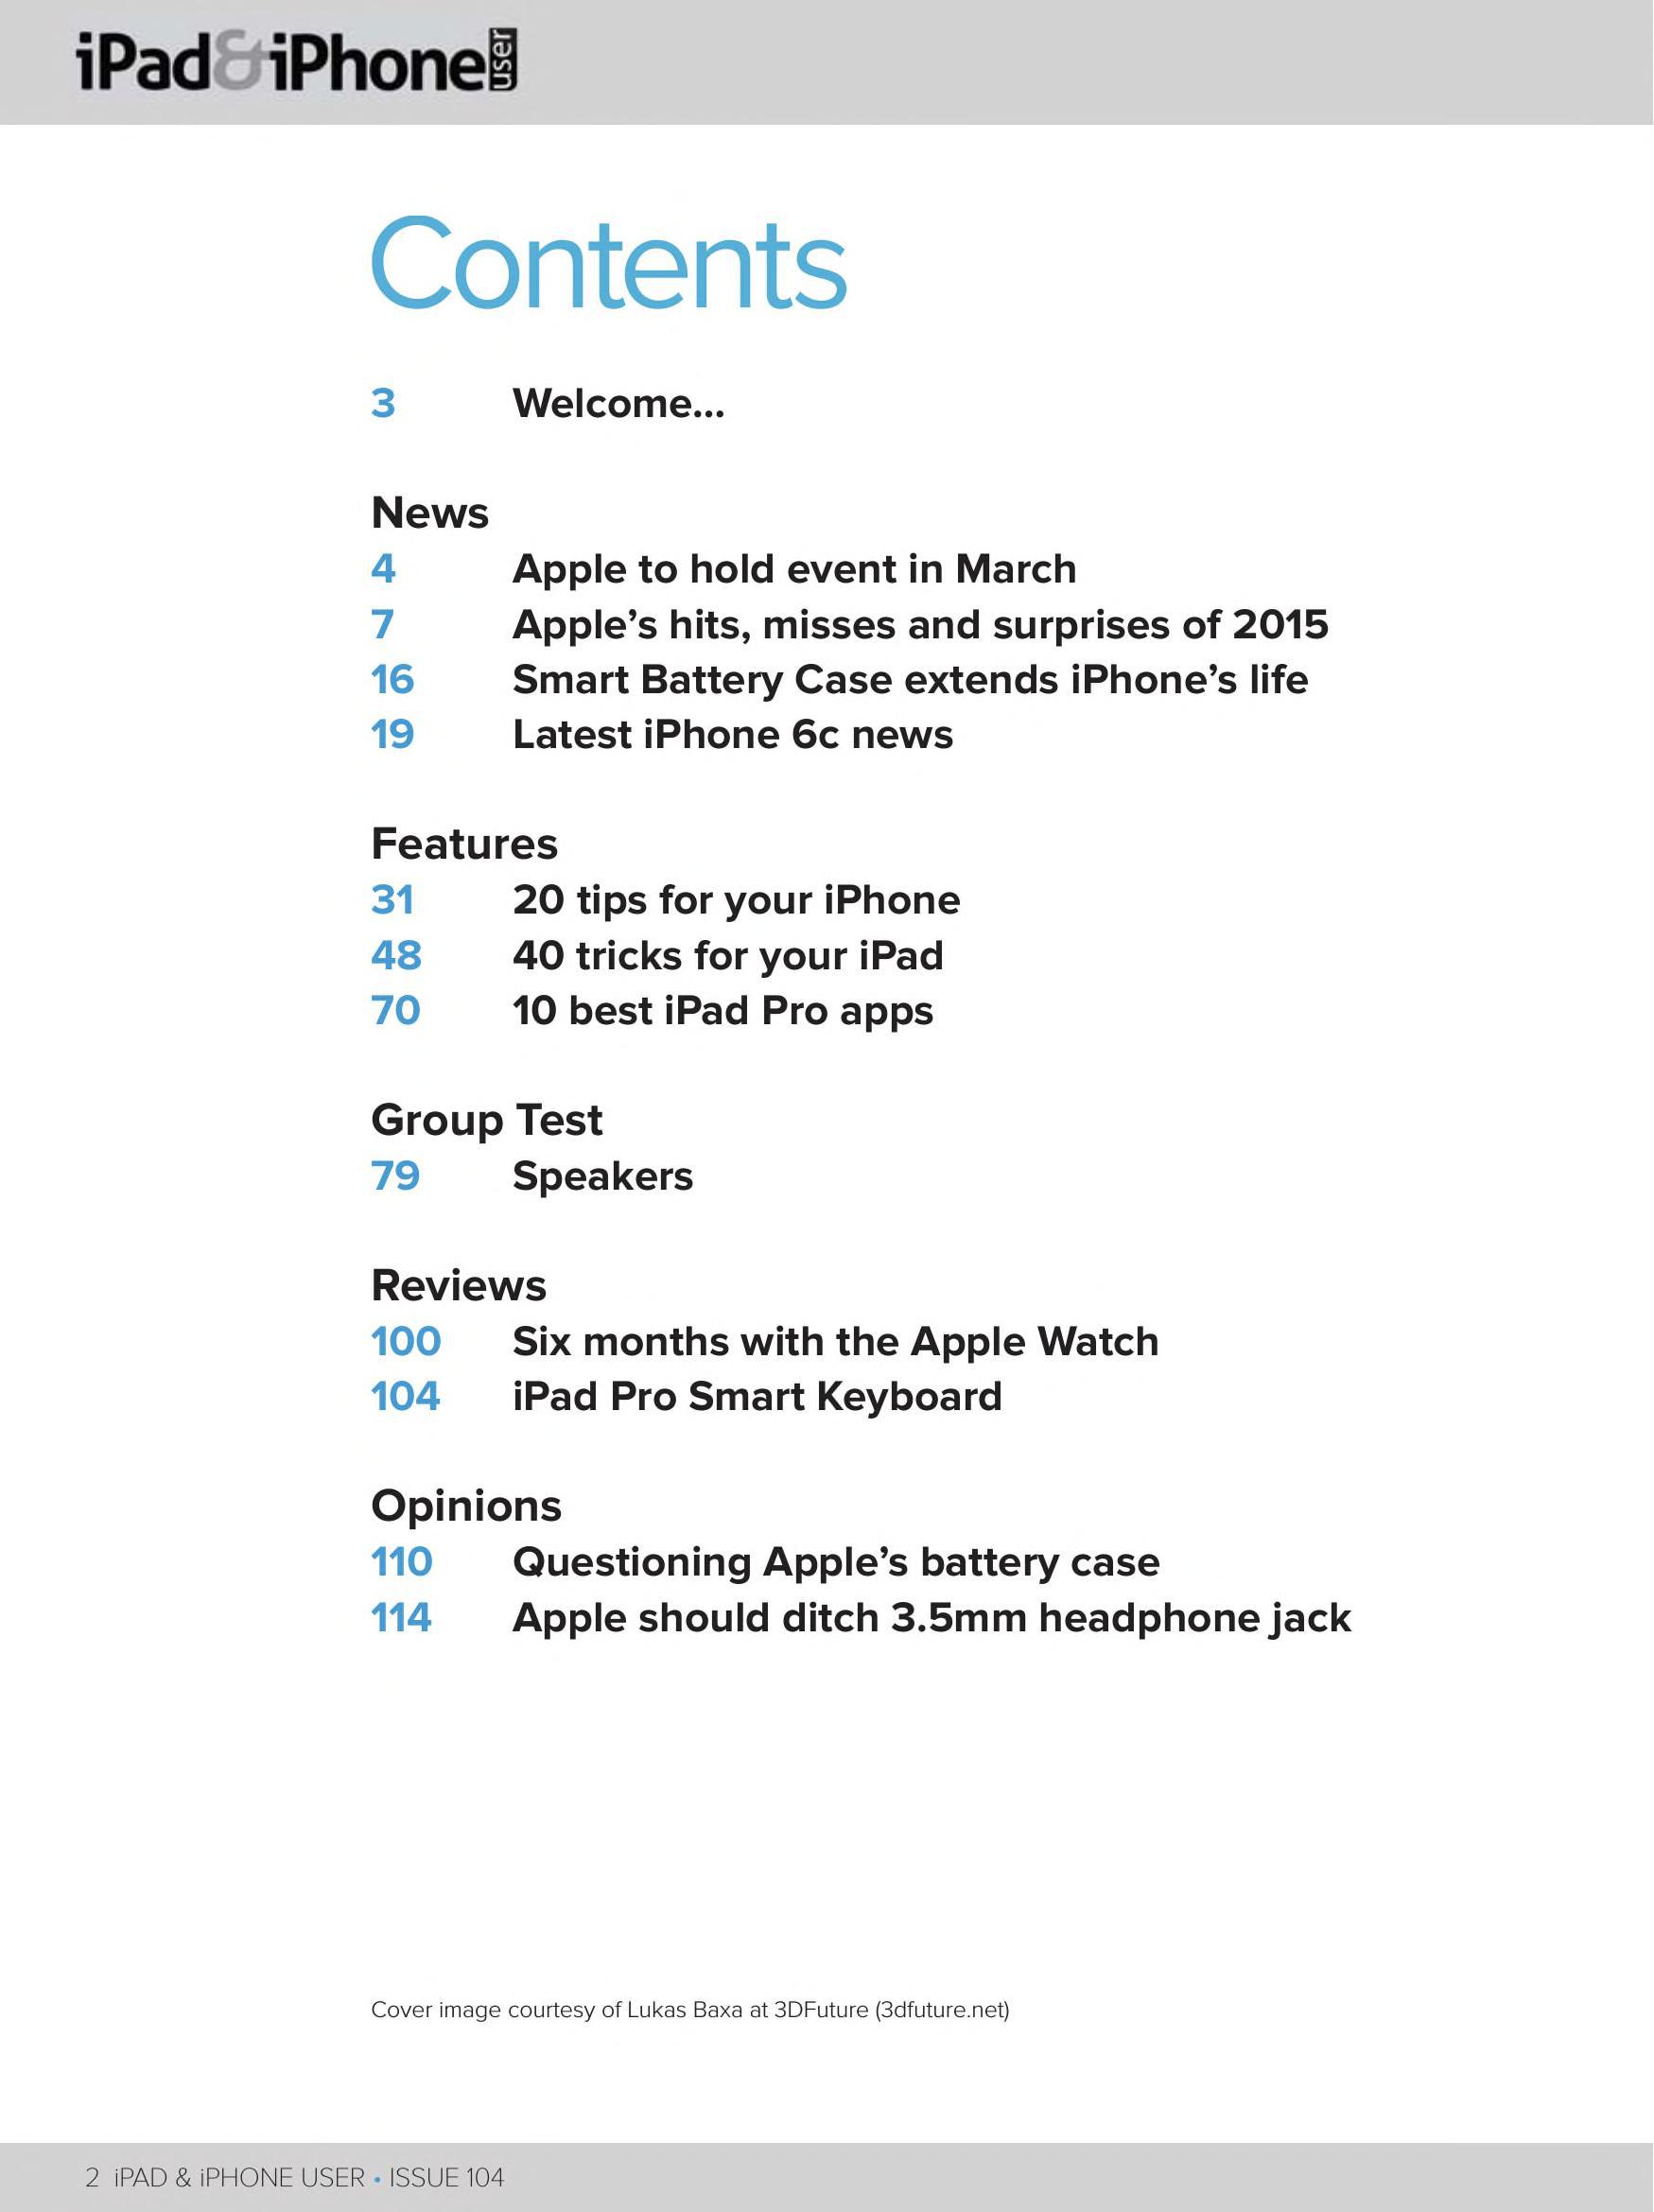 iPad&iPhone user
Contents
3 Welcome...
News
4 Apple to hold event in March
7 Apple’s hits, misses and surprises of 2015
16 Smart Battery Case extends iPhone’s life
19 Latest iPhone 6c news
Features
31 20 tips for your iPhone
48 40 tricks for your iPad
70 10 best iPad Pro apps
Group Test
79 Speakers
Reviews
100 Six months with the Apple Watch
104 iPad Pro Smart Keyboard
Opinions
110 Questioning Apple’s battery case
114 Apple should ditch 3.5mm headphone jack
Cover image courtesy of Lukas Baxa at 3DFuture (3dfuture.net)
2 iPAD & iPHONE USER • ISSUE 104